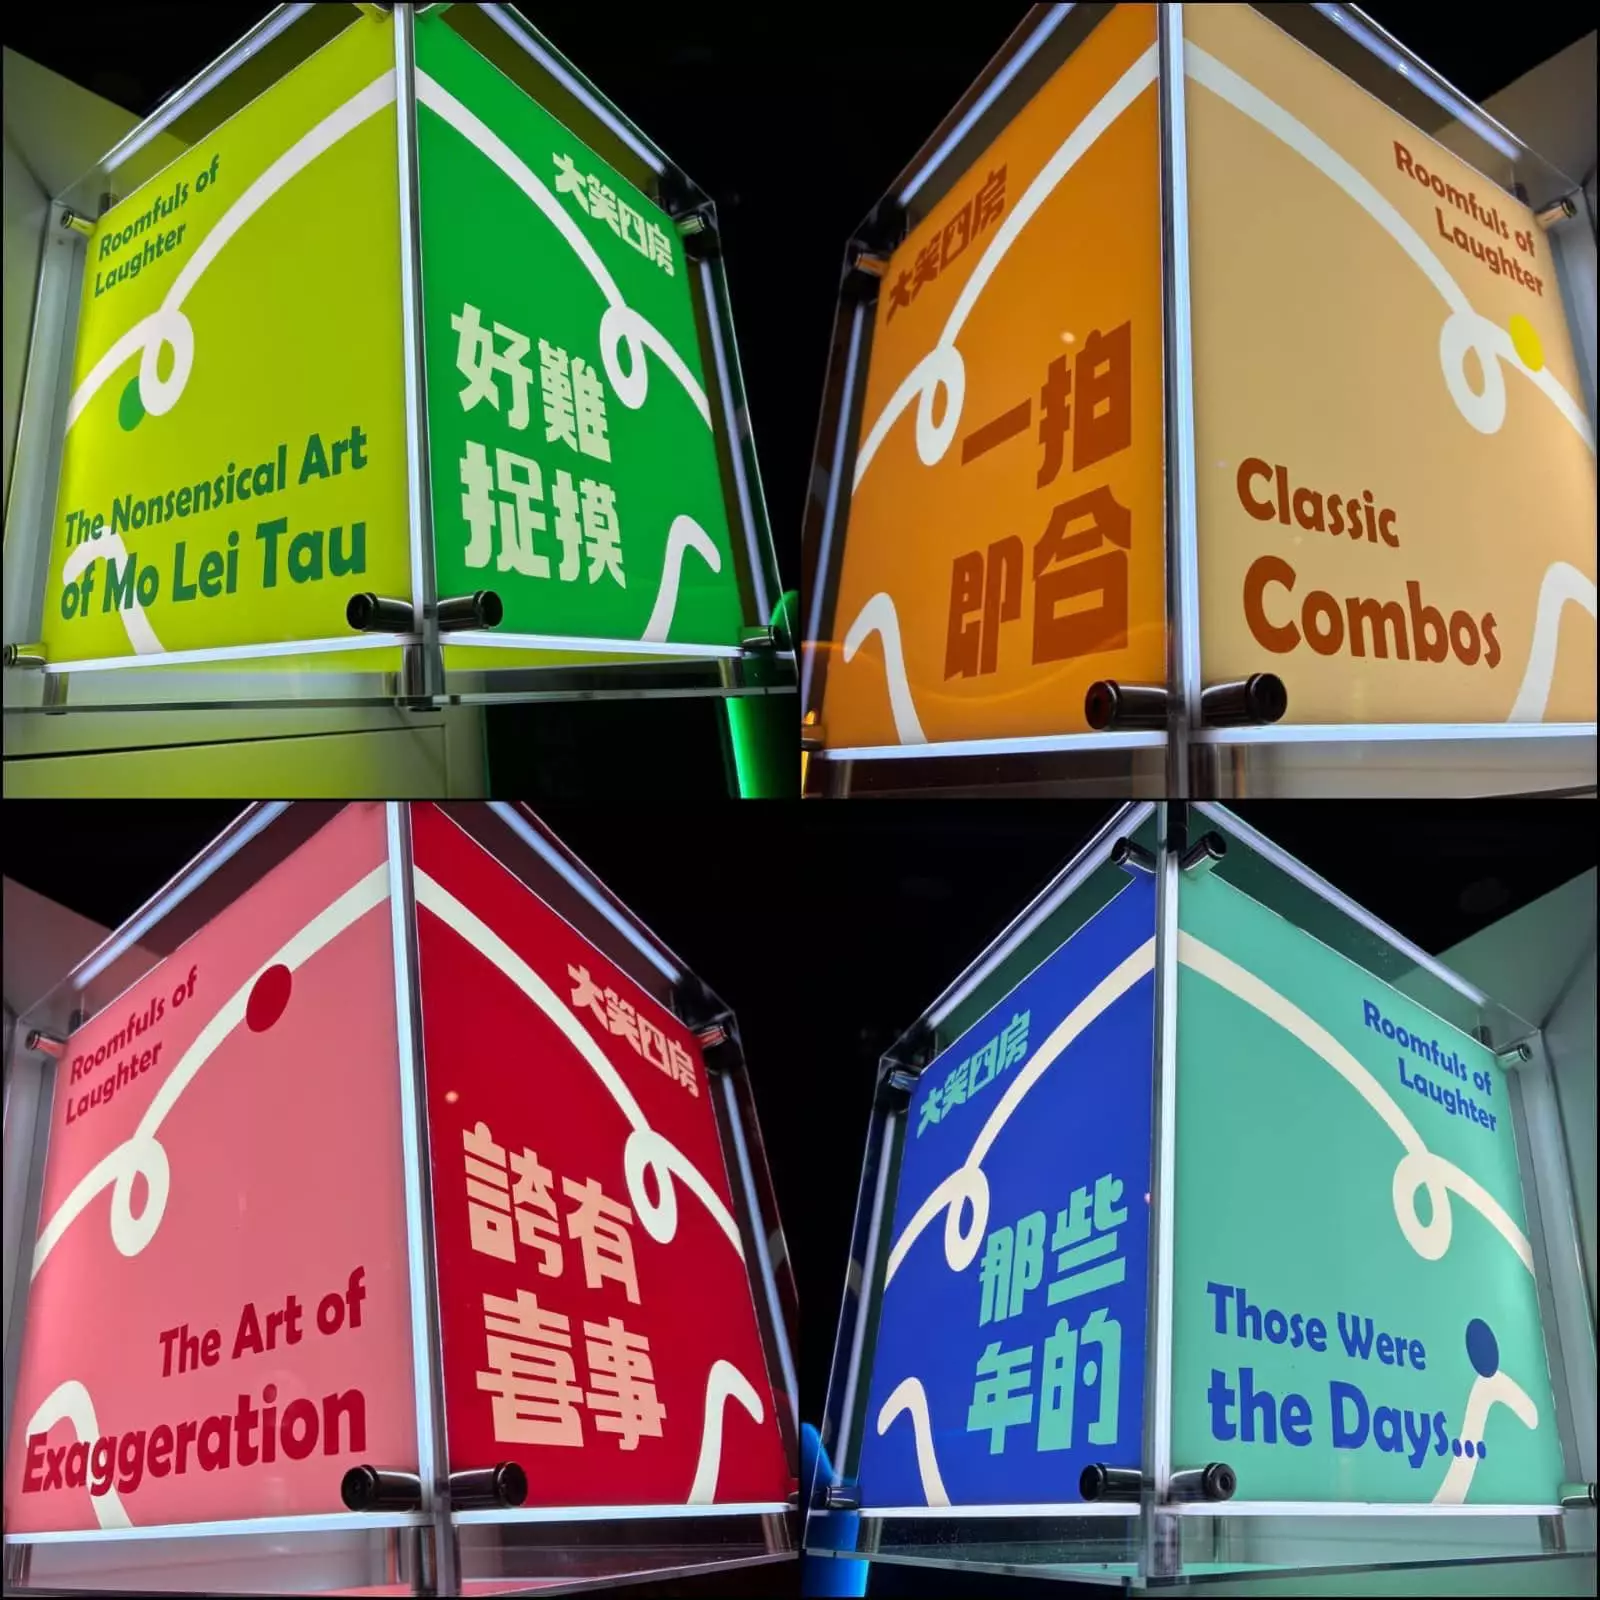 Roomfuls of
Laughter
The Nonsensical Art
of Mo Lei Tau
大笑四房
好難
捉摸
大笑四房
一拍
即合
Roomfuls of
Laughter
Classic
Combos
Roomfuls of
Laughter
The Art of
Exaggeration
大笑四房
誇有
喜事
大笑四房
那些
年的
Roomfuls of
Laughter
Those Were
the Days...